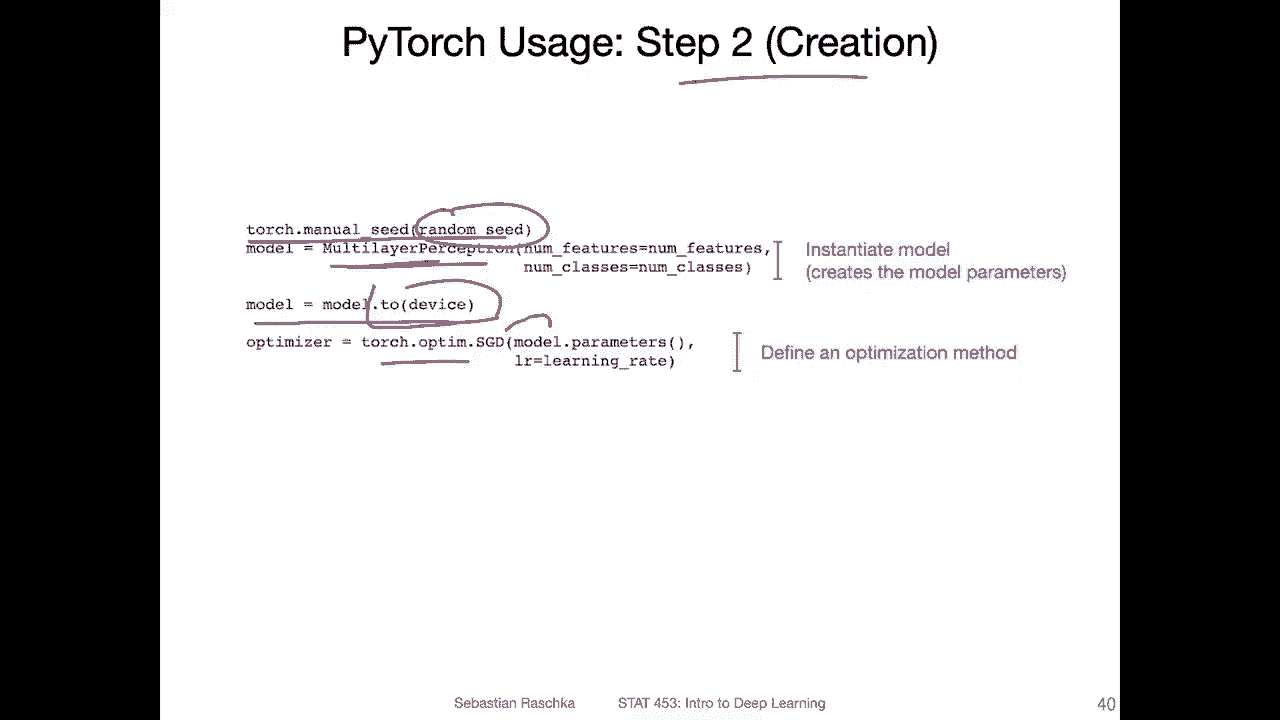 PyTorch Usage: Step 2 (Creation)
torch.manual_seed(random_seed)
model = MultilayerPerceptron(num_features=num_features,
num_classes=num_classes)
Instantiate model
(creates the model parameters)
model = model.to(device)
optimizer = torch.optim.SGD(model.parameters(),
lr=learning_rate)
Define an optimization method
Sebastian Raschka
STAT 453: Intro to Deep Learning
40